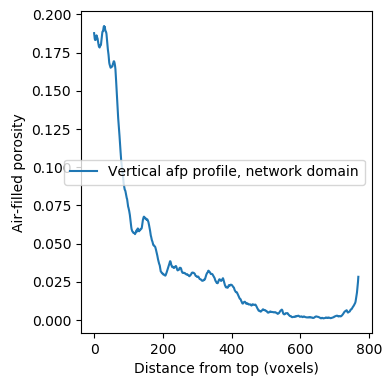 0.200
0.175
0.150
0.125
0.100
0.075
0.050
0.025
0.000
Air-filled porosity
Vertical afp profile, network domain
0 200 400 600 800
Distance from top (voxels)